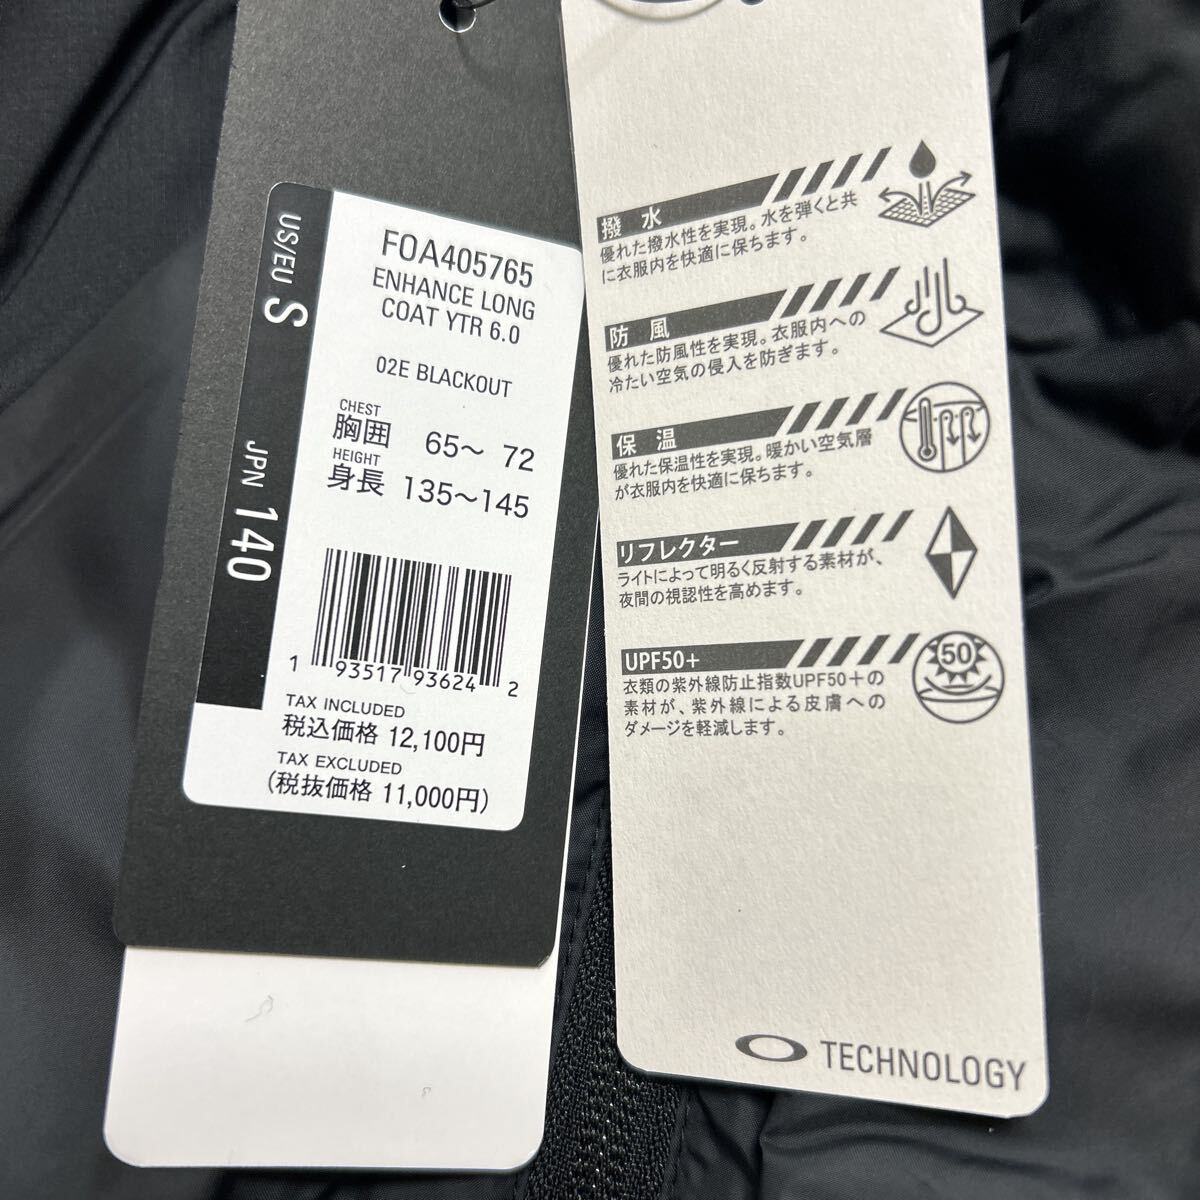 US/EU S
JPN 140
FOA405765
ENHANCE LONG
COAT YTR 6.0
02E BLACKOUT
CHEST
胸囲 65〜 72
HEIGHT
身長 135〜145
1 93517 93624 2
TAX INCLUDED
税込価格 12,100円
TAX EXCLUDED
(税抜価格 11,000円)
撥水
優れた撥水性を実現。水を弾くと共
に衣服内を快適に保ちます。
防風
優れた防風性を実現。衣服内への
冷たい空気の侵入を防ぎます。
保温
優れた保温性を実現。暖かい空気層
が衣服内を快適に保ちます。
リフレクター
ライトによって明るく反射する素材が、
夜間の視認性を高めます。
UPF50+
50
衣類の紫外線防止指数UPF50+の
素材が、紫外線による皮膚への
ダメージを軽減します。
TECHNOLOGY